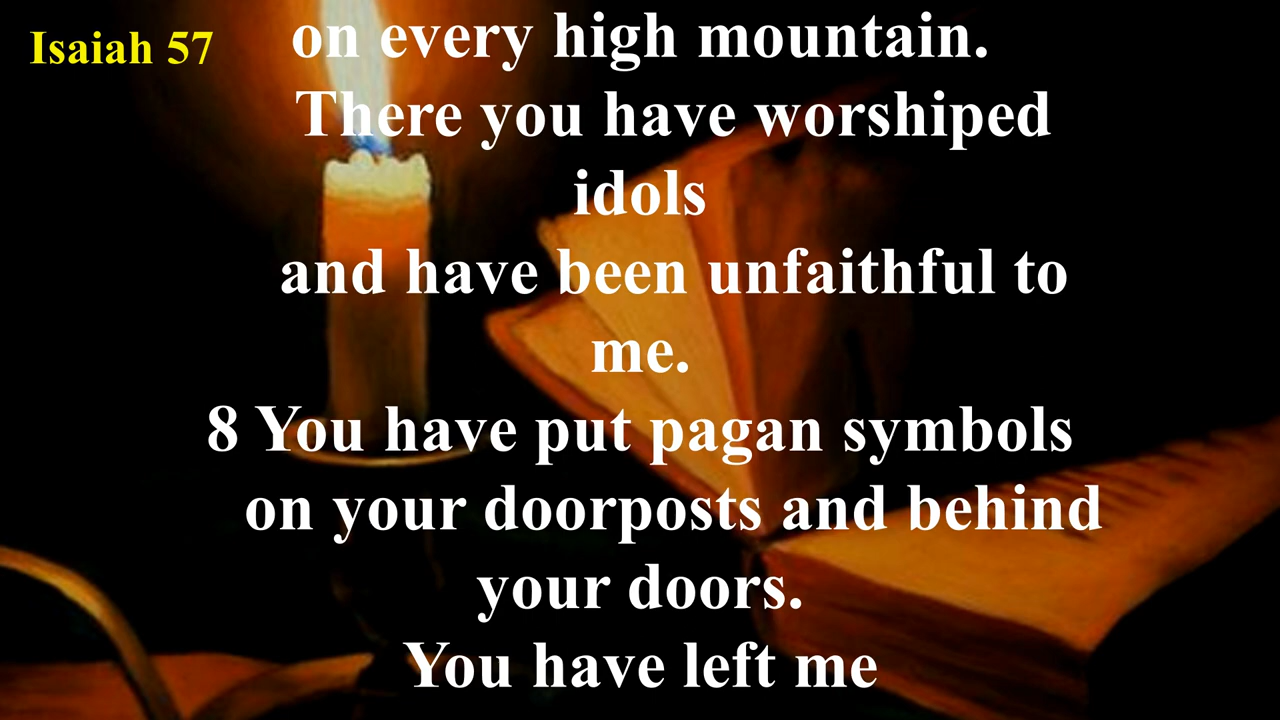 Isaiah 57
on every high mountain.
There you have worshiped
idols
and have been unfaithful to
me.
8 You have put pagan symbols
on your doorposts and behind
your doors.
You have left me